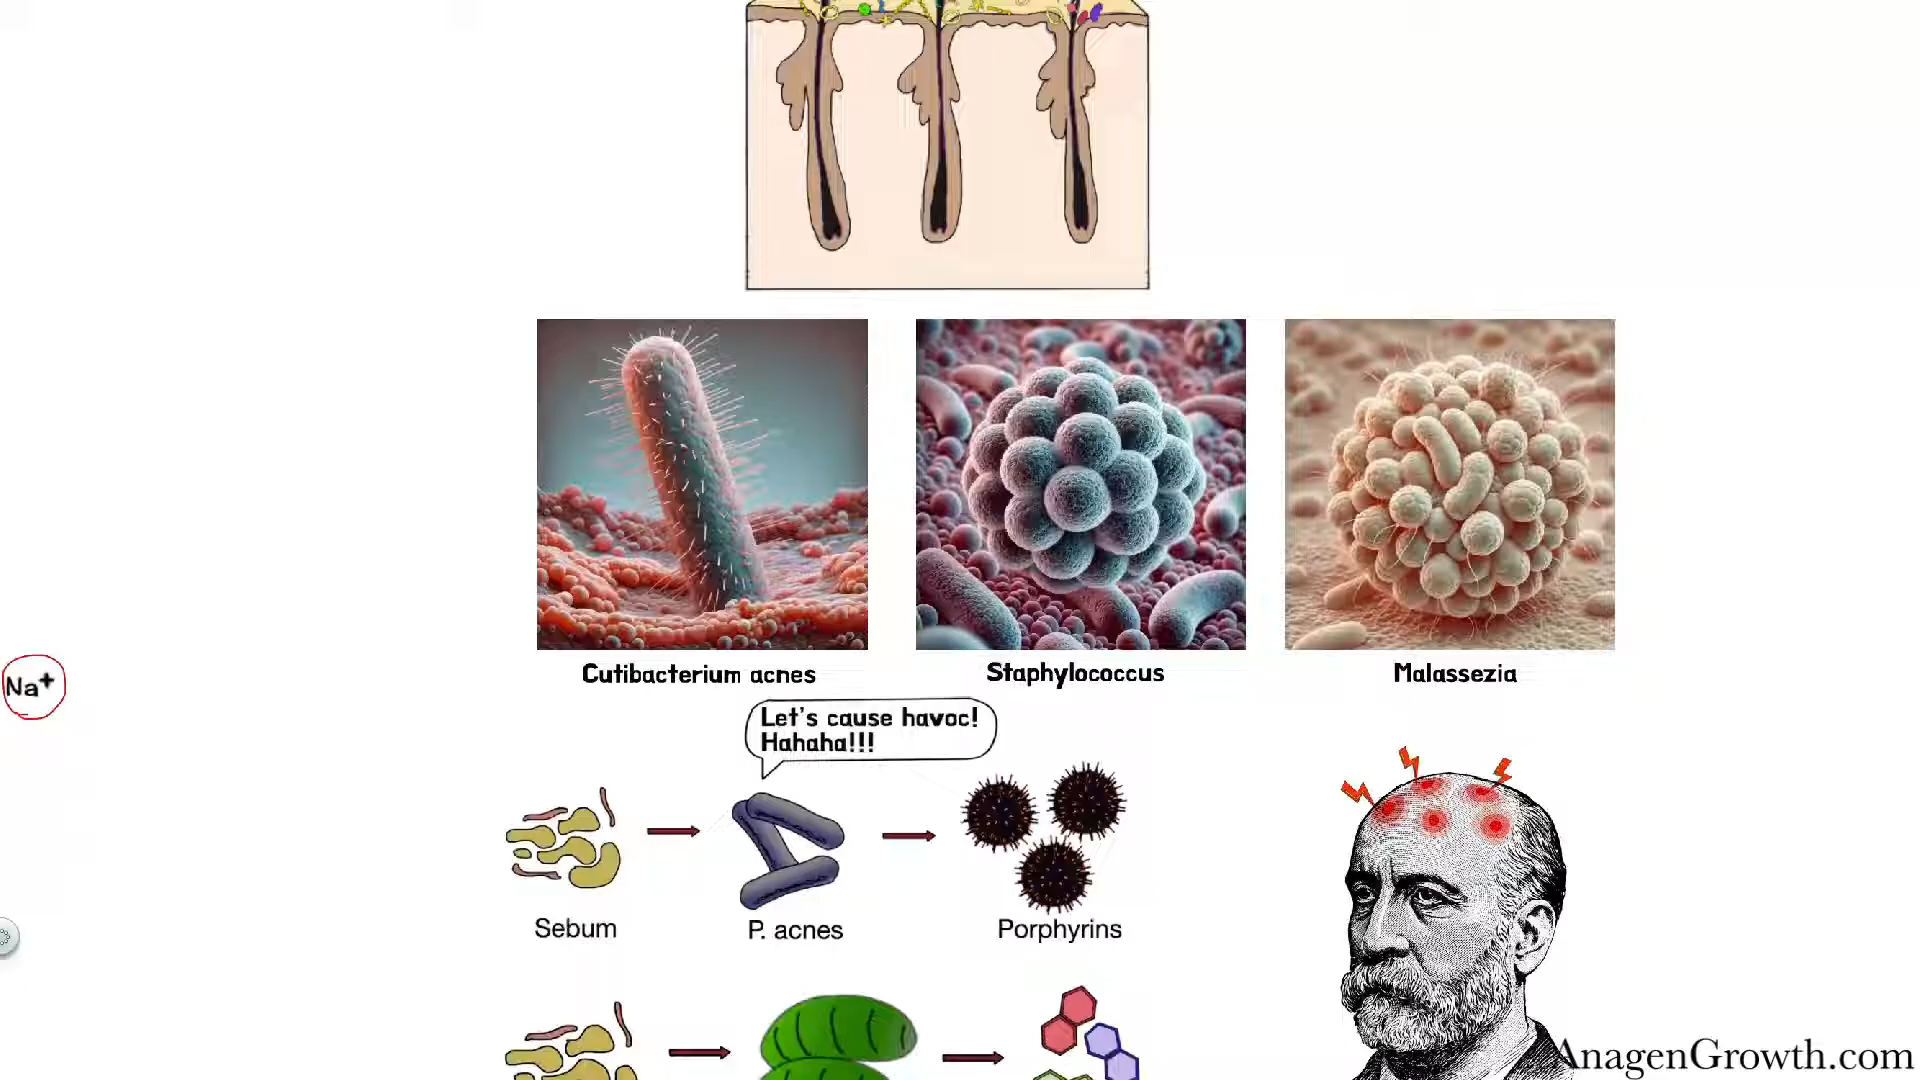 Cutibacterium acnes
Staphylococcus
Malassezia
Na+
Let's cause havoc!
Hahaha!!!
Sebum
P. acnes
Porphyrins
AnagenGrowth.com